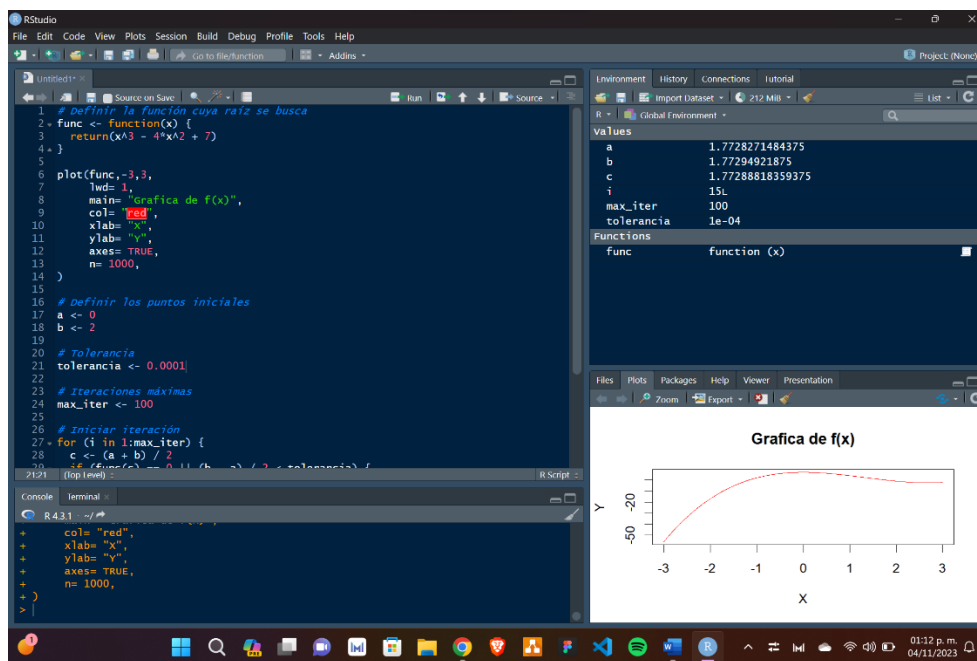 RStudio
File Edit Code View Plots Session Build Debug Profile Tools Help
Go to file/function Addins
Project: (None)
Untitled1*
Source on Save Run Source
1 # Definir la función cuya raíz se busca
2 func <- function(x) {
3 return(x^3 - 4*x^2 + 7)
4 }
5
6 plot(func,-3,3,
7 lwd= 1,
8 main= "Grafica de f(x)",
9 col= "red",
10 xlab= "X",
11 ylab= "Y",
12 axes= TRUE,
13 n= 1000,
14 )
15
16 # Definir los puntos iniciales
17 a <- 0
18 b <- 2
19
20 # Tolerancia
21 tolerancia <- 0.0001
22
23 # Iteraciones máximas
24 max_iter <- 100
25
26 # Iniciar iteración
27 for (i in 1:max_iter) {
28 c <- (a + b) / 2
29 if (func(c) == 0 || (b - a) / 2 < tolerancia) {
21:21 (Top Level) R Script
Console Terminal
R 4.3.1 · ~/
+ col= "red",
+ xlab= "X",
+ ylab= "Y",
+ axes= TRUE,
+ n= 1000,
+ )
>
Environment History Connections Tutorial
Import Dataset 212 MiB List
R Global Environment
Values
a 1.7728271484375
b 1.77294921875
c 1.77288818359375
i 15L
max_iter 100
tolerancia 1e-04
Functions
func function (x)
Files Plots Packages Help Viewer Presentation
Zoom Export
Grafica de f(x)
Y
-20
-50
-3 -2 -1 0 1 2 3
X
1
01:12 p. m.
04/11/2023